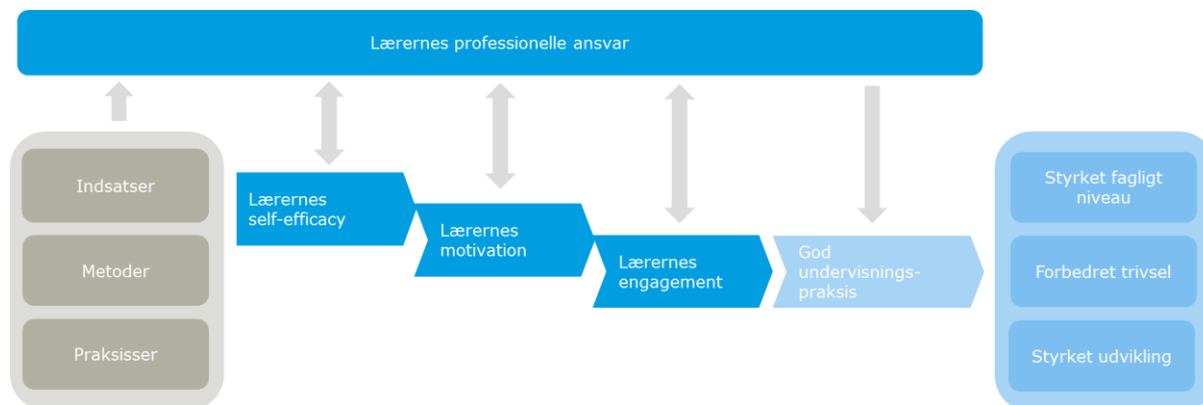 Lærernes professionelle ansvar
Indsatser
Metoder
Praksisser
Lærernes
self-efficacy
Lærernes
motivation
Lærernes
engagement
God
undervisnings-
praksis
Styrket fagligt
niveau
Forbedret trivsel
Styrket udvikling